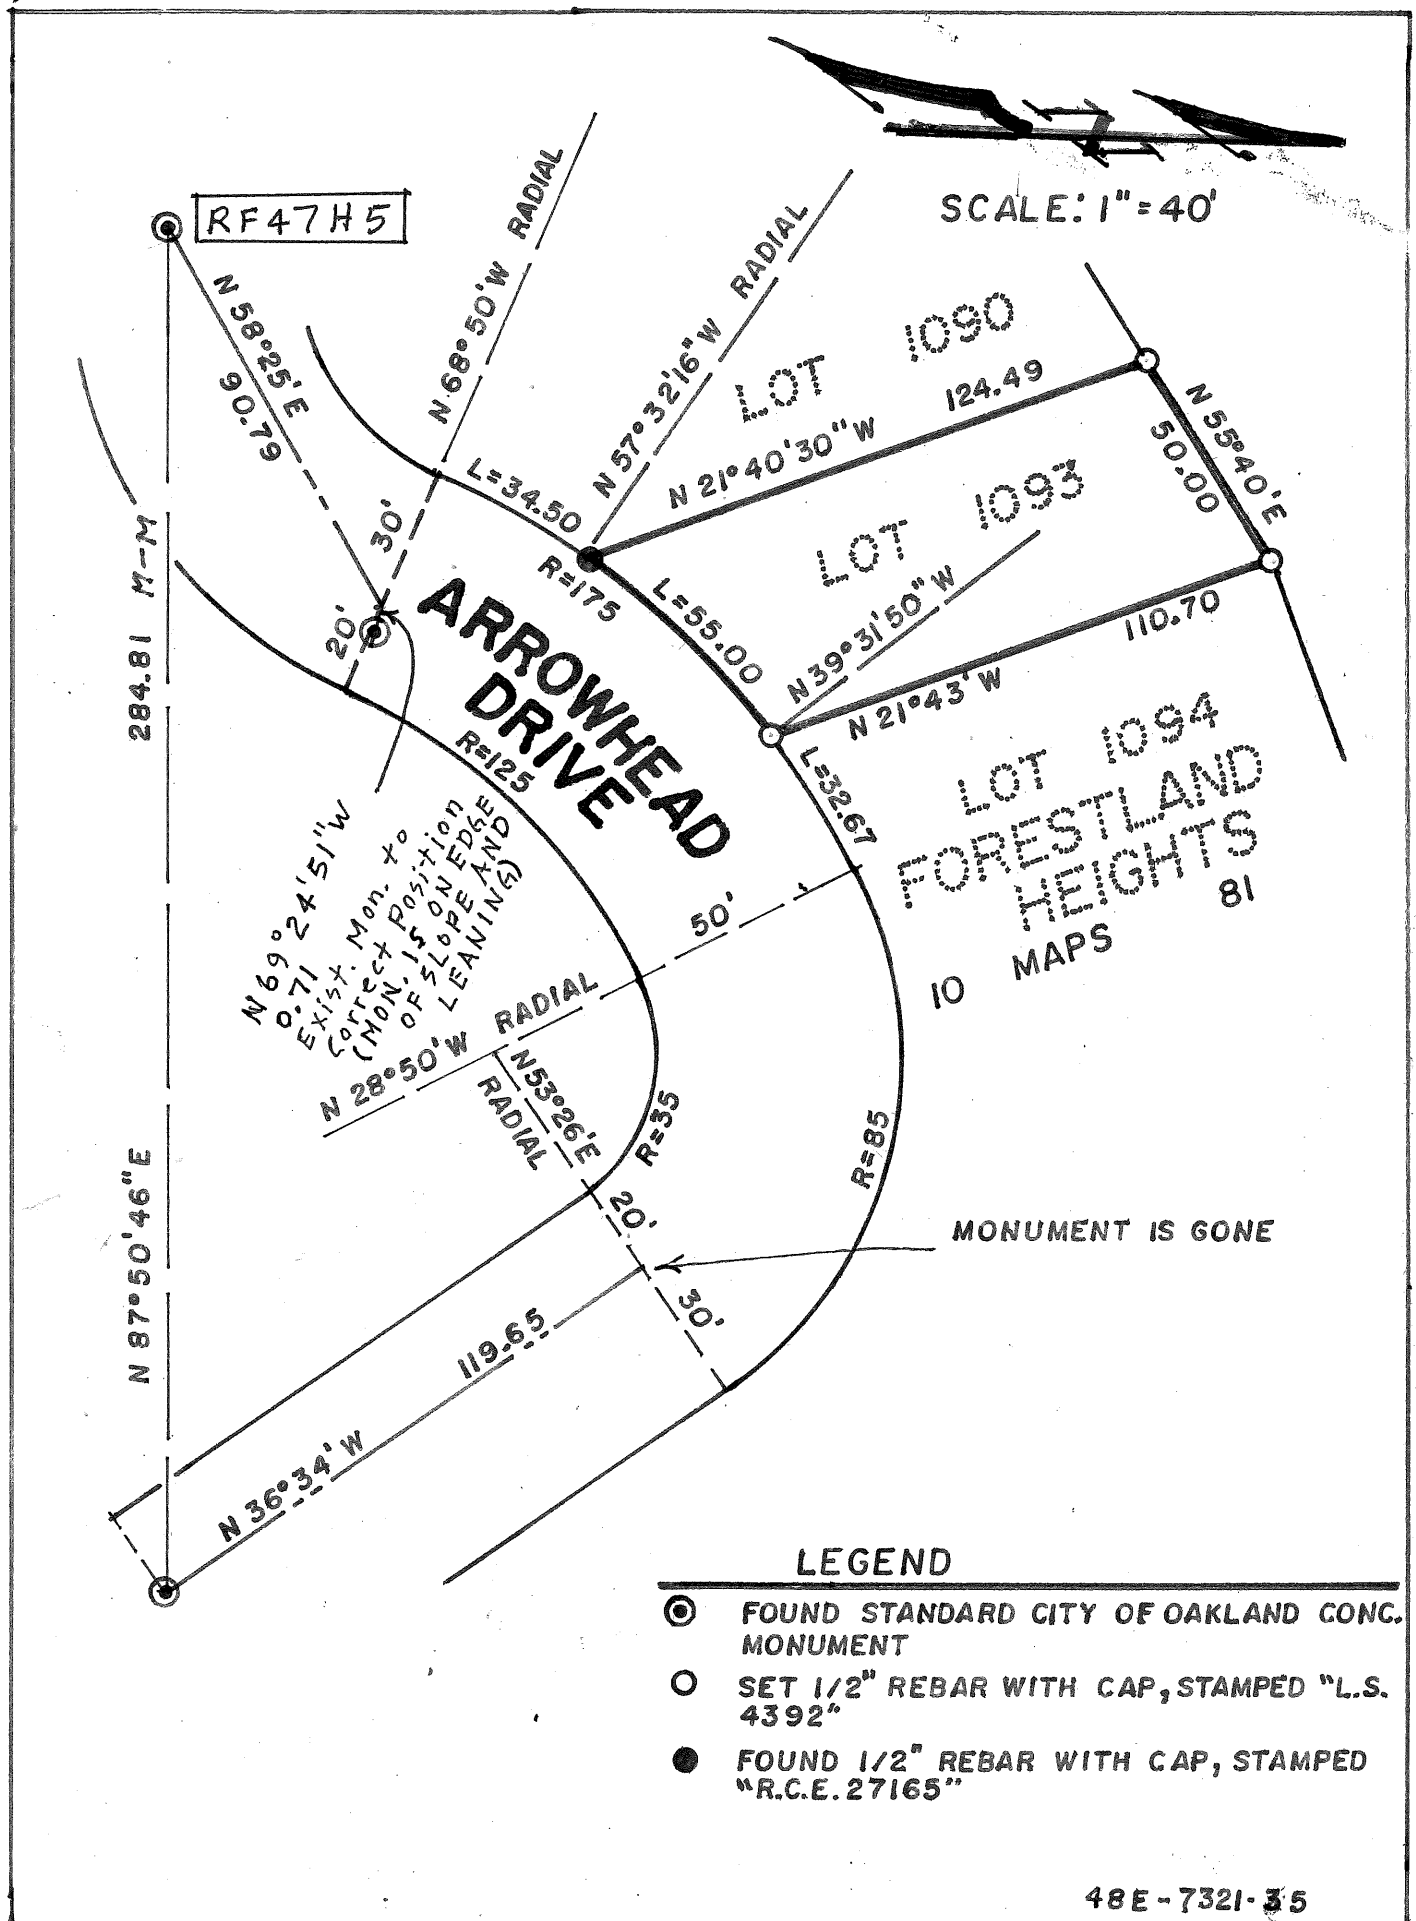 SCALE: 1"=40'
RF47H5
N 58°25'E
90.79
N 68°50'W RADIAL
N 57°32'16"W RADIAL
LOT 1090
124.49
N 21°40'30"W
N 55°40'E
50.00
L=34.50
R=175
30'
20'
LOT 1093
L=55.00
N 39°31'50"W
110.70
N 21°43'W
284.81 M-M
ARROWHEAD
DRIVE
R=125
L=32.67
LOT 1094
FORESTLAND
HEIGHTS
10 MAPS 81
N 69°24'51"W
0.71
Exist. Mon. to
Correct Position
(MON. IS ON EDGE
OF SLOPE AND
LEANING)
50'
N 28°50'W RADIAL
N53°26'E
RADIAL
R=35
R=85
20'
MONUMENT IS GONE
30'
N 87°50'46"E
119.65
N 36°34'W
LEGEND
FOUND STANDARD CITY OF OAKLAND CONC.
MONUMENT
SET 1/2" REBAR WITH CAP, STAMPED "L.S.
4392"
FOUND 1/2" REBAR WITH CAP, STAMPED
"R.C.E. 27165"
48E-7321-35